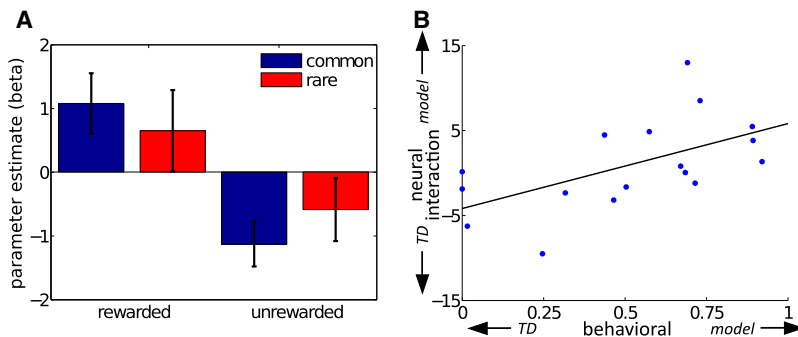 A
2
1
0
−1
−2
parameter estimate (beta)
common
rare
rewarded
unrewarded
B
15
5
−5
−15
model
neural
interaction
TD
0
0.25
0.5
0.75
1
TD
behavioral
model